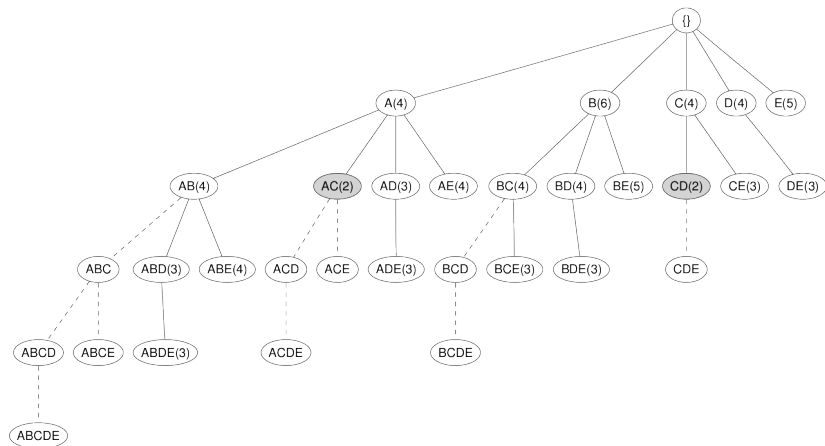 {}
A(4) B(6) C(4) D(4) E(5)
AB(4) AC(2) AD(3) AE(4) BC(4) BD(4) BE(5) CD(2) CE(3) DE(3)
ABC ABD(3) ABE(4) ACD ACE ADE(3) BCD BCE(3) BDE(3) CDE
ABCD ABCE ABDE(3) ACDE BCDE
ABCDE